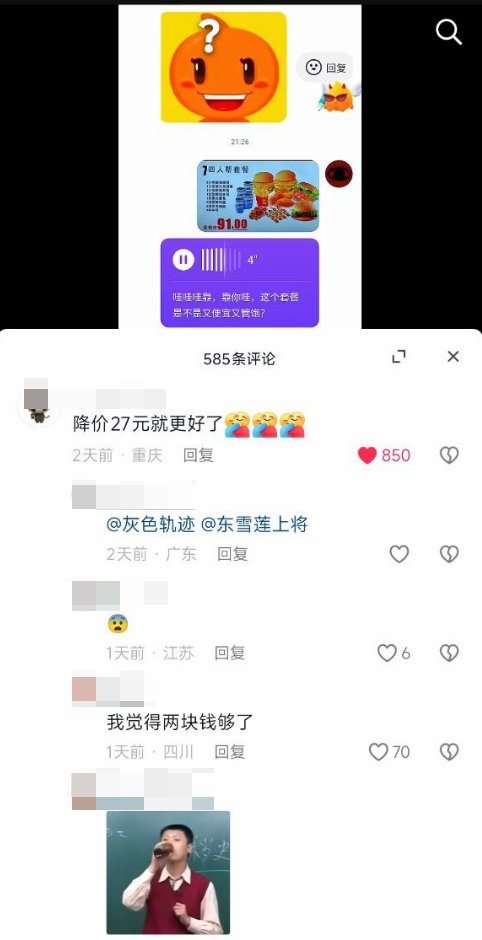 ?
回复
21:26
四人帮套餐
91.00
4"
哇哇哇嚣，嚣你哇，这个套餐
是不是又便宜又管饱？
585条评论
降价27元就更好了
2天前 · 重庆 回复 850
@灰色轨迹 @东雪莲上将
2天前 · 广东 回复
1天前 · 江苏 回复 6
我觉得两块钱够了
1天前 · 四川 回复 70